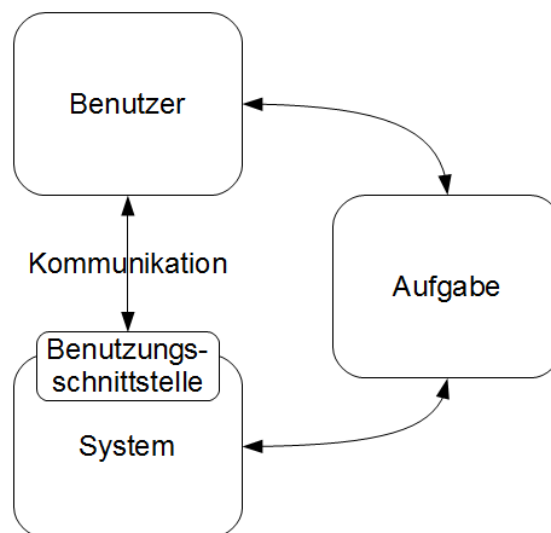 Benutzer
Kommunikation
Aufgabe
Benutzungs-
schnittstelle
System